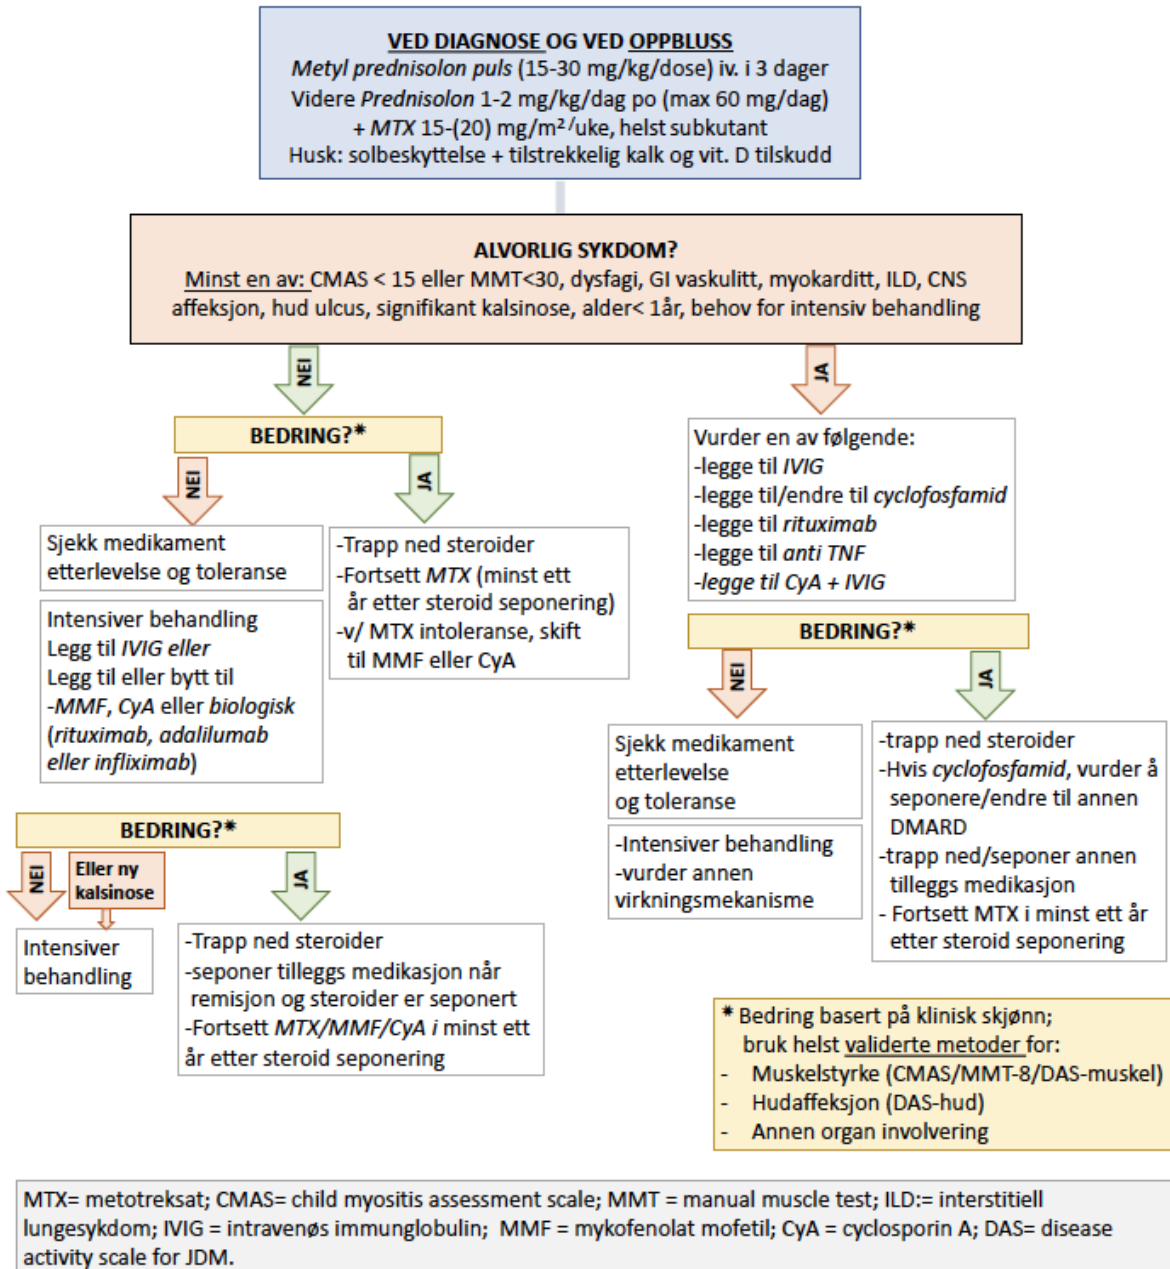 VED DIAGNOSE OG VED OPPBLUSS
Metyl prednisolon puls (15-30 mg/kg/dose) iv. i 3 dager
Videre Prednisolon 1-2 mg/kg/dag po (max 60 mg/dag)
+ MTX 15-(20) mg/m²/uke, helst subkutant
Husk: solbeskyttelse + tilstrekkelig kalk og vit. D tilskudd
ALVORLIG SYKDOM?
Minst en av: CMAS < 15 eller MMT<30, dysfagi, GI vaskulitt, myokarditt, ILD, CNS
affeksjon, hud ulcus, signifikant kalsinose, alder< 1år, behov for intensiv behandling
NEI
JA
BEDRING?*
NEI
JA
Sjekk medikament
etterlevelse og toleranse
Intensiver behandling
Legg til IVIG eller
Legg til eller bytt til
-MMF, CyA eller biologisk
(rituximab, adalilumab
eller infliximab)
-Trapp ned steroider
-Fortsett MTX (minst ett
år etter steroid seponering)
-v/ MTX intoleranse, skift
til MMF eller CyA
BEDRING?*
NEI
Eller ny
kalsinose
JA
Intensiver
behandling
-Trapp ned steroider
-seponer tilleggs medikasjon når
remisjon og steroider er seponert
-Fortsett MTX/MMF/CyA i minst ett
år etter steroid seponering
Vurder en av følgende:
-legge til IVIG
-legge til/endre til cyclofosfamid
-legge til rituximab
-legge til anti TNF
-legge til CyA + IVIG
BEDRING?*
NEI
JA
Sjekk medikament
etterlevelse
og toleranse
-Intensiver behandling
-vurder annen
virkningsmekanisme
-trapp ned steroider
-Hvis cyclofosfamid, vurder å
seponere/endre til annen
DMARD
-trapp ned/seponer annen
tilleggs medikasjon
- Fortsett MTX i minst ett år
etter steroid seponering
* Bedring basert på klinisk skjønn;
bruk helst validerte metoder for:
- Muskelstyrke (CMAS/MMT-8/DAS-muskel)
- Hudaffeksjon (DAS-hud)
- Annen organ involvering
MTX= metotreksat; CMAS= child myositis assessment scale; MMT = manual muscle test; ILD:= interstitiell
lungesykdom; IVIG = intravenøs immunglobulin; MMF = mykofenolat mofetil; CyA = cyclosporin A; DAS= disease
activity scale for JDM.